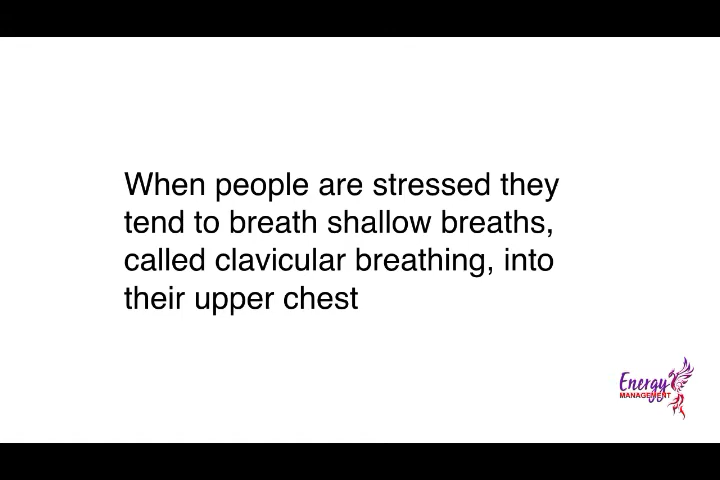 When people are stressed they
tend to breath shallow breaths,
called clavicular breathing, into
their upper chest
Energy
MANAGEMENT